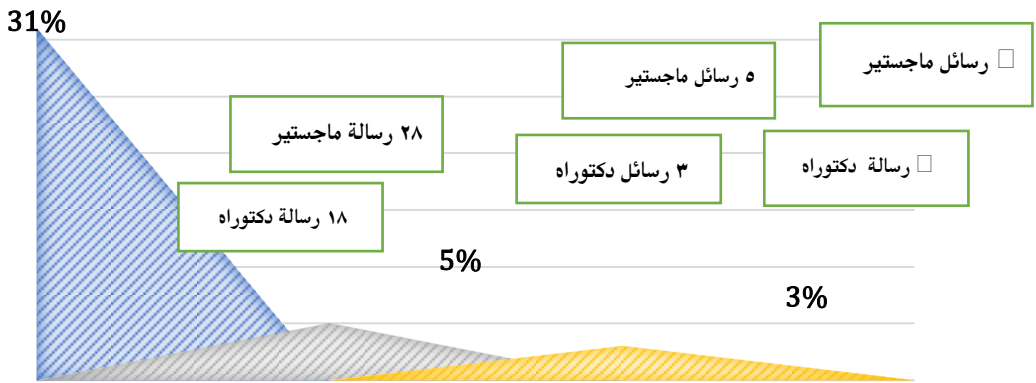 31%
□ رسائل ماجستير
٥ رسائل ماجستير
٢٨ رسالة ماجستير
□ رسالة دكتوراه
٣ رسائل دكتوراه
١٨ رسالة دكتوراه
5%
3%